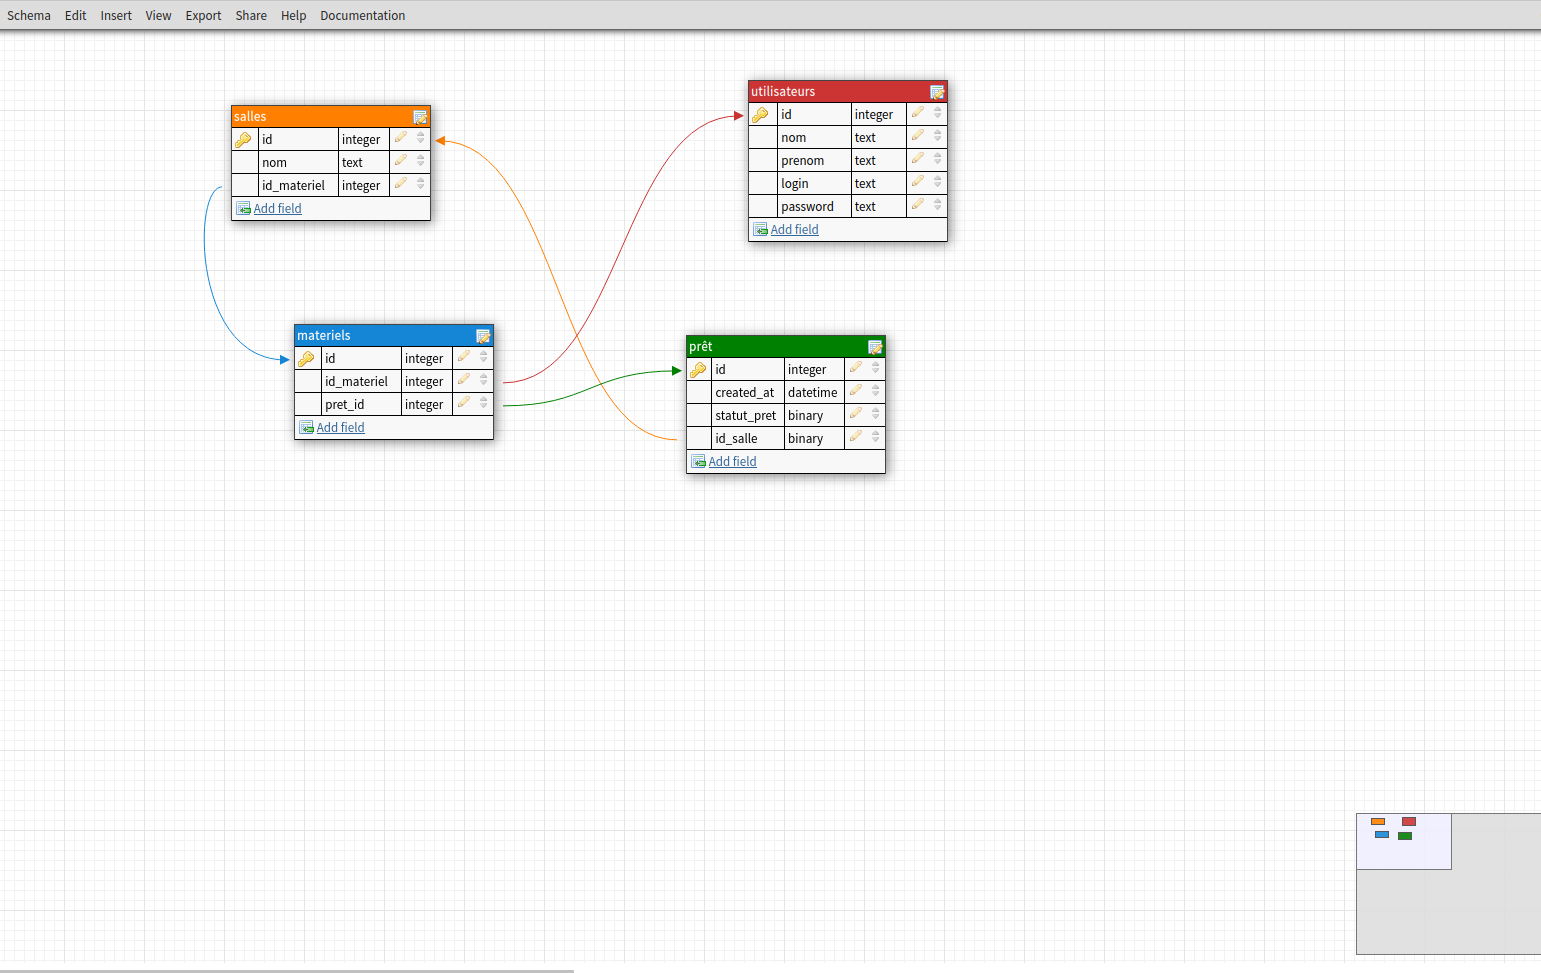 Schema Edit Insert View Export Share Help Documentation
salles
id integer
nom text
id_materiel integer
Add field
utilisateurs
id integer
nom text
prenom text
login text
password text
Add field
materiels
id integer
id_materiel integer
pret_id integer
Add field
prêt
id integer
created_at datetime
statut_pret binary
id_salle binary
Add field